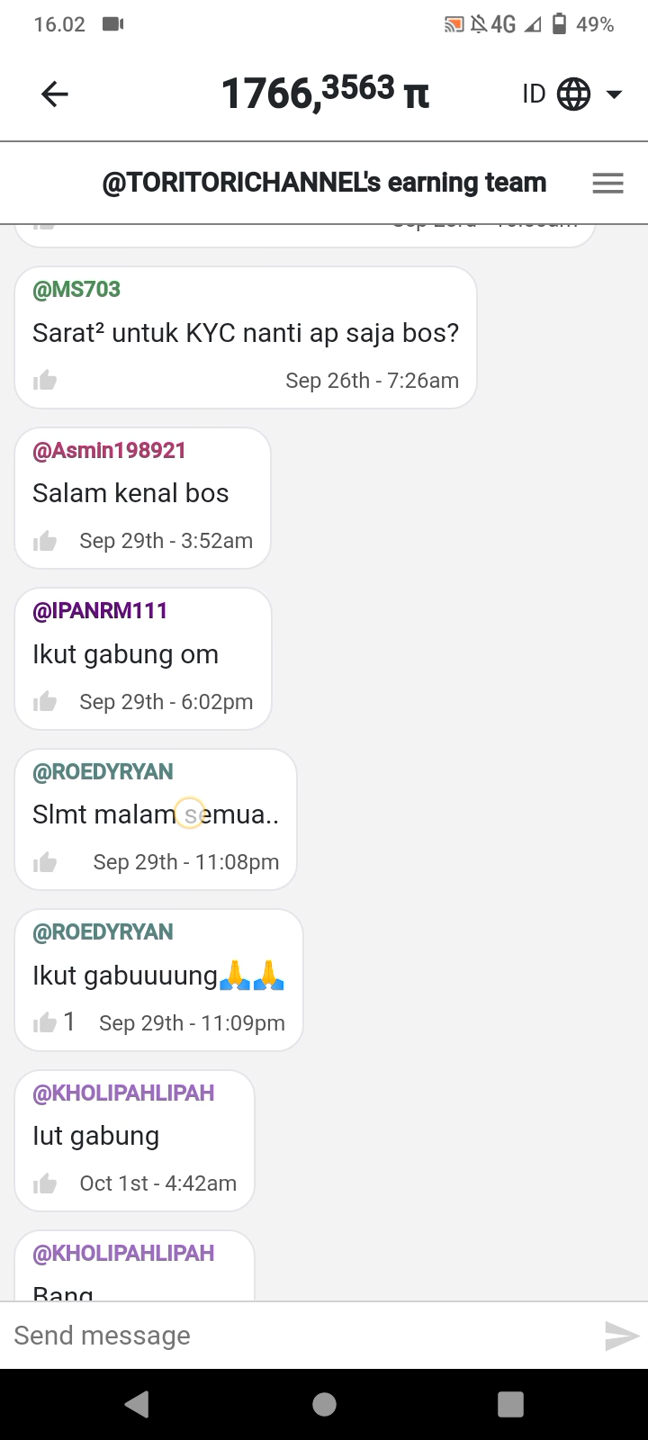 16.02
4G
49%
1766,3563 π
ID
@TORITORICHANNEL's earning team
@MS703
Sarat² untuk KYC nanti ap saja bos?
Sep 26th - 7:26am
@Asmin198921
Salam kenal bos
Sep 29th - 3:52am
@IPANRM111
Ikut gabung om
Sep 29th - 6:02pm
@ROEDYRYAN
Slmt malam semua..
Sep 29th - 11:08pm
@ROEDYRYAN
Ikut gabuuuung🙏🙏
1 Sep 29th - 11:09pm
@KHOLIPAHLIPAH
Iut gabung
Oct 1st - 4:42am
@KHOLIPAHLIPAH
Bang
Send message